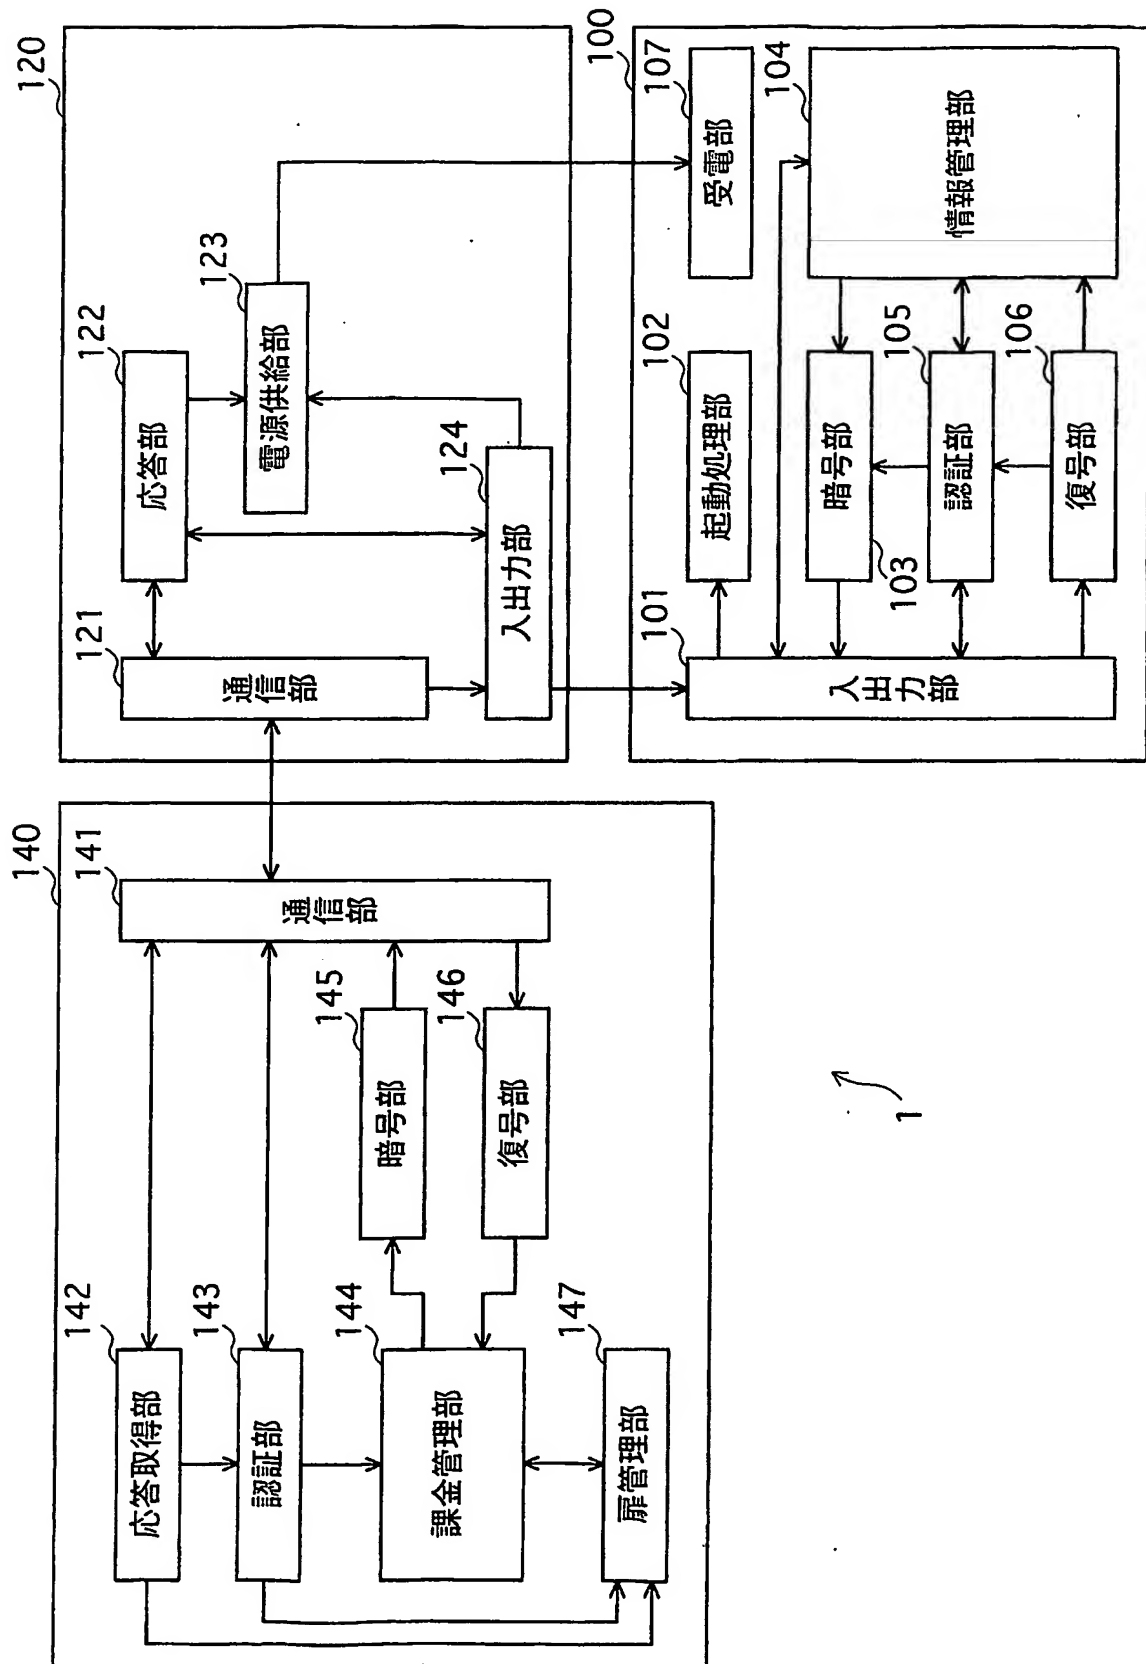 140
141
通信部
142
応答取得部
143
認証部
144
課金管理部
145
暗号部
146
復号部
147
扉管理部
120
121
通信部
122
応答部
123
電源供給部
124
入出力部
100
101
入出力部
102
起動処理部
107
受電部
103
暗号部
104
情報管理部
105
認証部
106
復号部
1